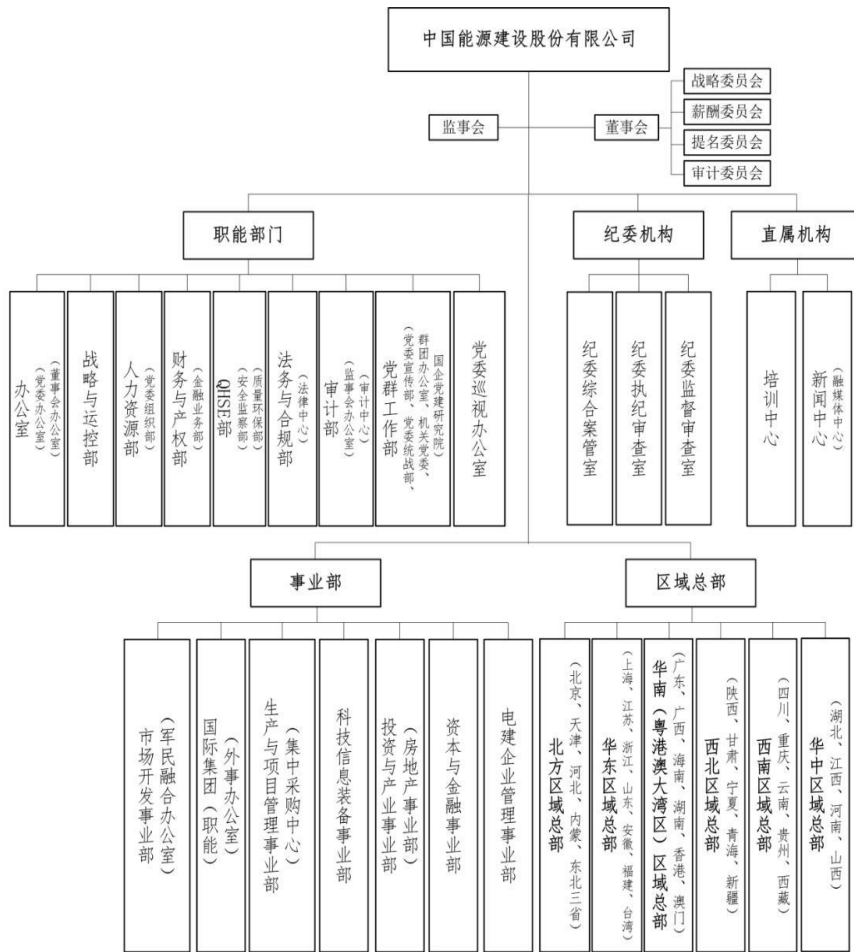 中国能源建设股份有限公司
监事会
董事会
战略委员会
薪酬委员会
提名委员会
审计委员会
职能部门
纪委机构
直属机构
办公室
(党委办公室)
(董事会办公室)
战略与运控部
人力资源部
(党委组织部)
财务与产权部
(金融业务部)
QHSE部
(安全监察部)
(质量环保部)
法务与合规部
(法律中心)
审计部
(监事会办公室)
(审计中心)
党群工作部
(党委宣传部、党委统战部、
群团办公室、机关党委、
国企党建研究院)
党委巡视办公室
纪委综合案管室
纪委执纪审查室
纪委监督审查室
培训中心
新闻中心
(融媒体中心)
事业部
区域总部
市场开发事业部
(军民融合办公室)
国际集团(职能)
(外事办公室)
生产与项目管理事业部
(集中采购中心)
科技信息装备事业部
投资与产业事业部
(房地产事业部)
资本与金融事业部
电建企业管理事业部
北方区域总部
(北京、天津、河北、内蒙、东北三省)
华东区域总部
(上海、江苏、浙江、山东、安徽、福建、台湾)
华南(粤港澳大湾区)区域总部
(广东、广西、海南、湖南、香港、澳门)
西北区域总部
(陕西、甘肃、宁夏、青海、新疆)
西南区域总部
(四川、重庆、云南、贵州、西藏)
华中区域总部
(湖北、江西、河南、山西)